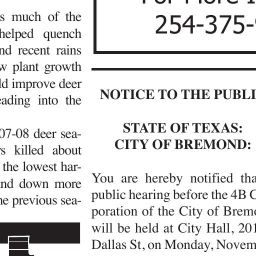 s much of the
helped quench
nd recent rains
w plant growth
ld improve deer
eading into the
07-08 deer sea-
rs killed about
the lowest har-
nd down more
e previous sea-
254-375-
NOTICE TO THE PUBLI
STATE OF TEXAS:
CITY OF BREMOND:
You are hereby notified tha
public hearing before the 4B C
poration of the City of Bremo
will be held at City Hall, 201
Dallas St, on Monday, Novem